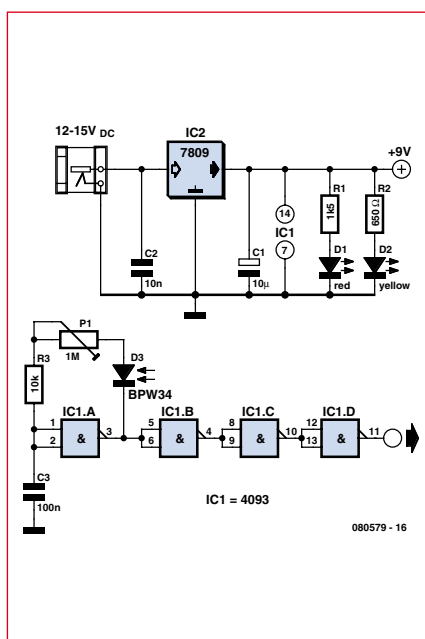 12-15V DC
IC2
7809
+9V
R1
1k5
R2
650 Ω
14
IC1
7
C2
10n
C1
10µ
D1
red
D2
yellow
P1
1M
R3
10k
D3
BPW34
IC1.A
IC1.B
IC1.C
IC1.D
1
2
&
3
5
6
&
4
8
9
&
10
12
13
&
11
C3
100n
IC1 = 4093
080579 - 16